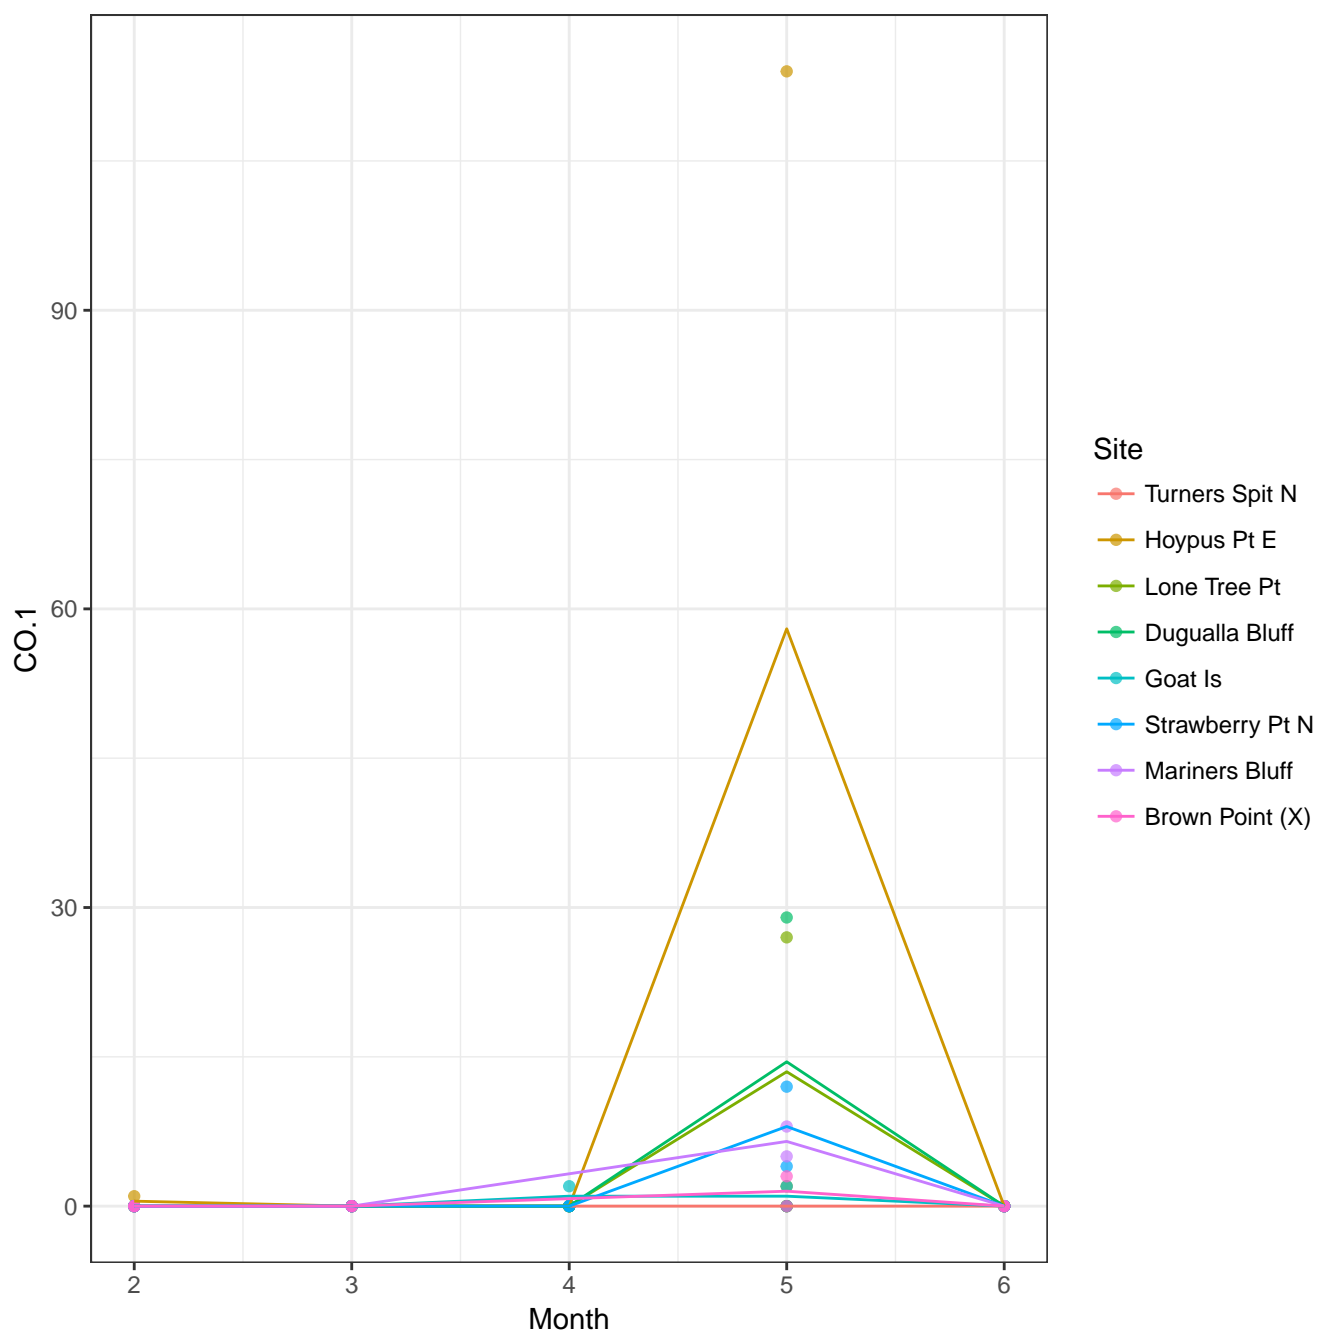 90
60
30
0
CO.1
2 3 4 5 6
Month
Site
Turners Spit N
Hoypus Pt E
Lone Tree Pt
Dugualla Bluff
Goat Is
Strawberry Pt N
Mariners Bluff
Brown Point (X)